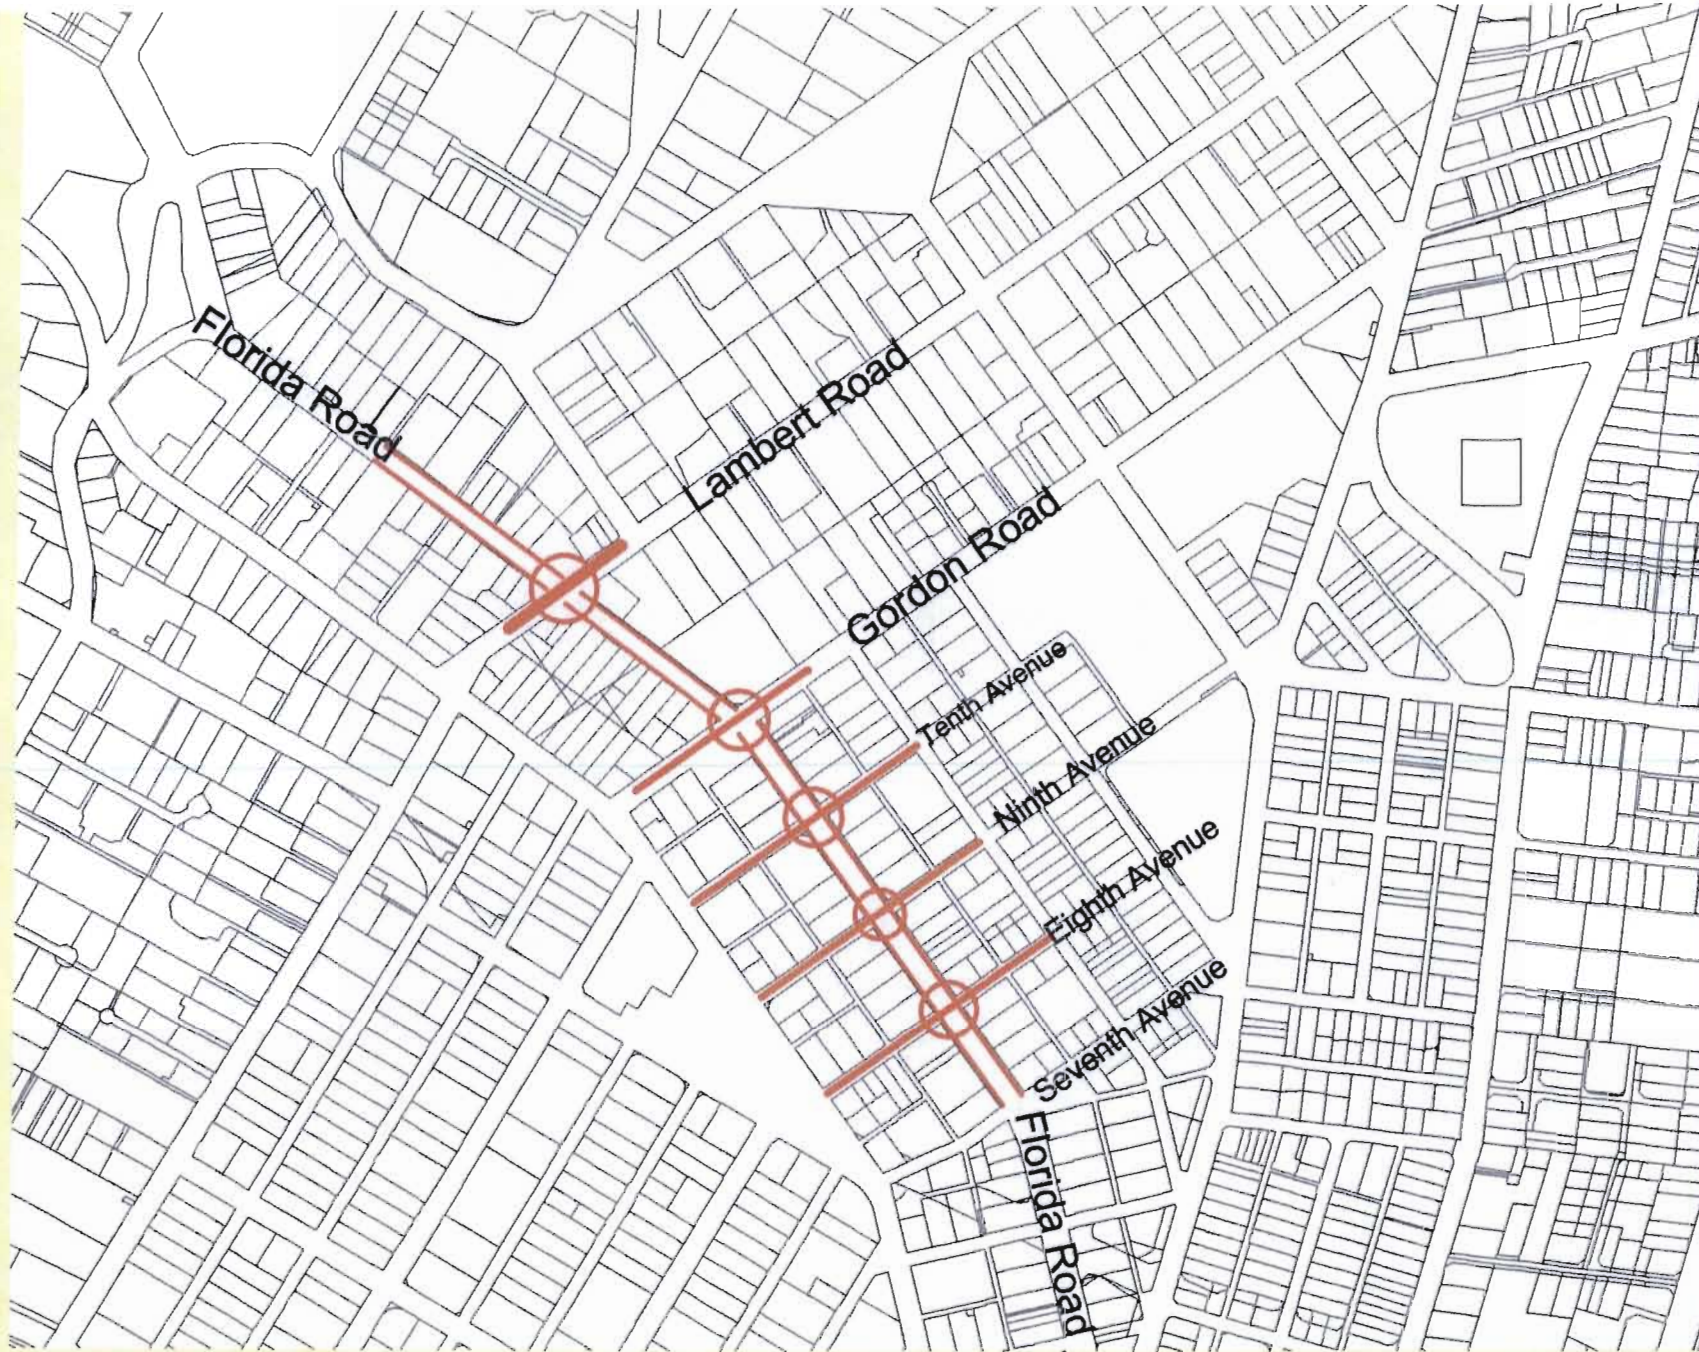 Florida Road
Lambert Road
Gordon Road
Tenth Avenue
Ninth Avenue
Eighth Avenue
Seventh Avenue
Florida Road